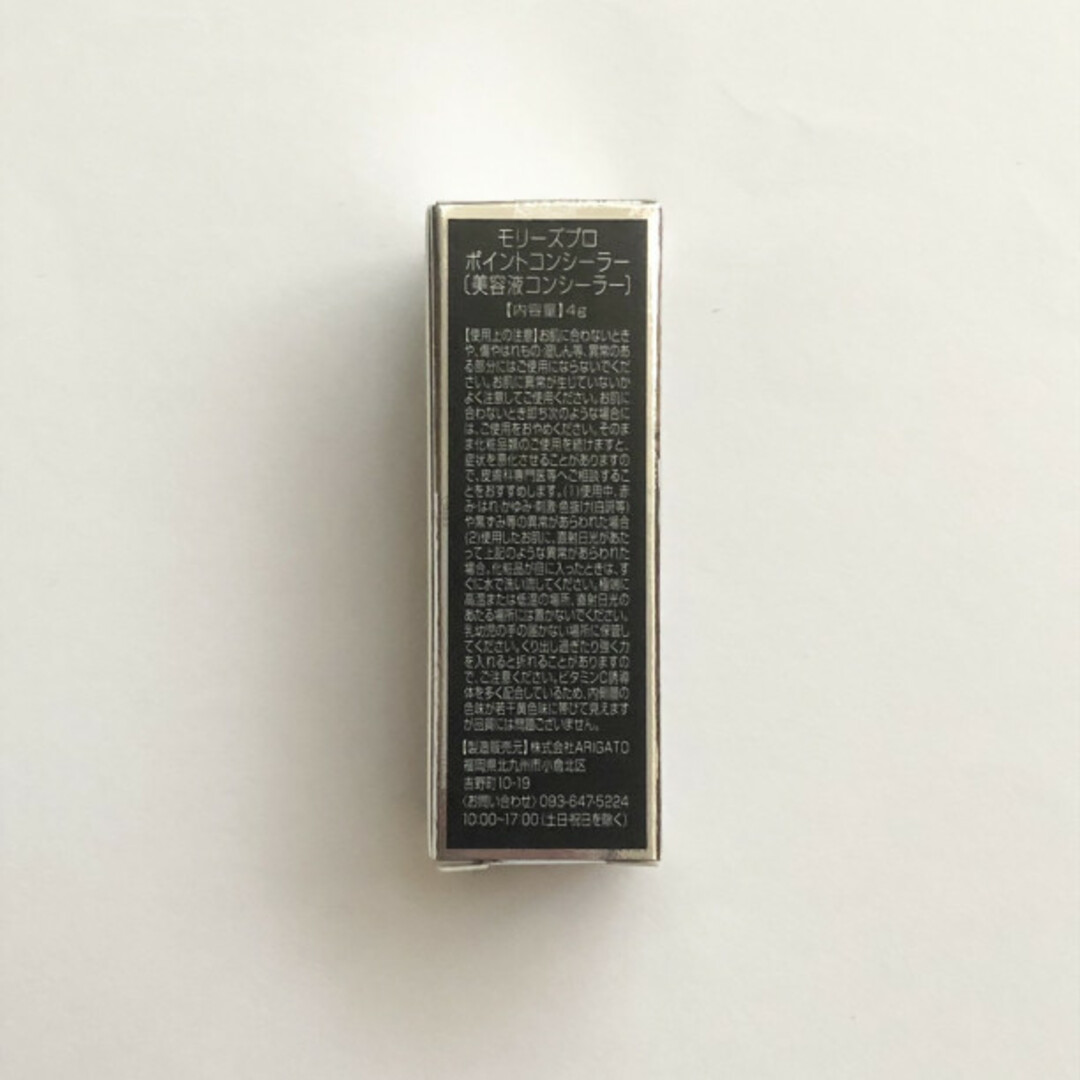 モリーズプロ
ポイントコンシーラー
〔美容液コンシーラー〕
【内容量】4g
【使用上の注意】お肌に合わないとき
や、傷やはれもの・湿しん等、異常のあ
る部分にはご使用にならないでくだ
さい。お肌に異常が生じていないか
よく注意してご使用ください。お肌に
合わないとき即ち次のような場合に
は、ご使用をおやめください。そのま
ま化粧品類のご使用を続けますと、
症状を悪化させることがありますの
で、皮膚科専門医等へご相談するこ
とをおすすめします。(1)使用中、赤
み・はれ・かゆみ・刺激・色抜け(白斑等)
や黒ずみ等の異常があらわれた場合
(2)使用したお肌に、直射日光があた
って上記のような異常があらわれた
場合。化粧品が目に入ったときは、す
ぐに水で洗い流してください。極端に
高温または低温の場所、直射日光の
あたる場所には置かないでください。
乳幼児の手の届かない場所に保管し
てください。くり出し過ぎたり強く力
を入れると折れることがありますの
で、ご注意ください。ビタミンC誘導
体を多く配合しているため、内側面の
色味が若干黄色味に帯びて見えます
が品質には問題ございません。
【製造販売元】株式会社ARIGATO
福岡県北九州市小倉北区
吉野町10-19
〈お問い合わせ〉093-647-5224
10:00~17:00(土日・祝日を除く)